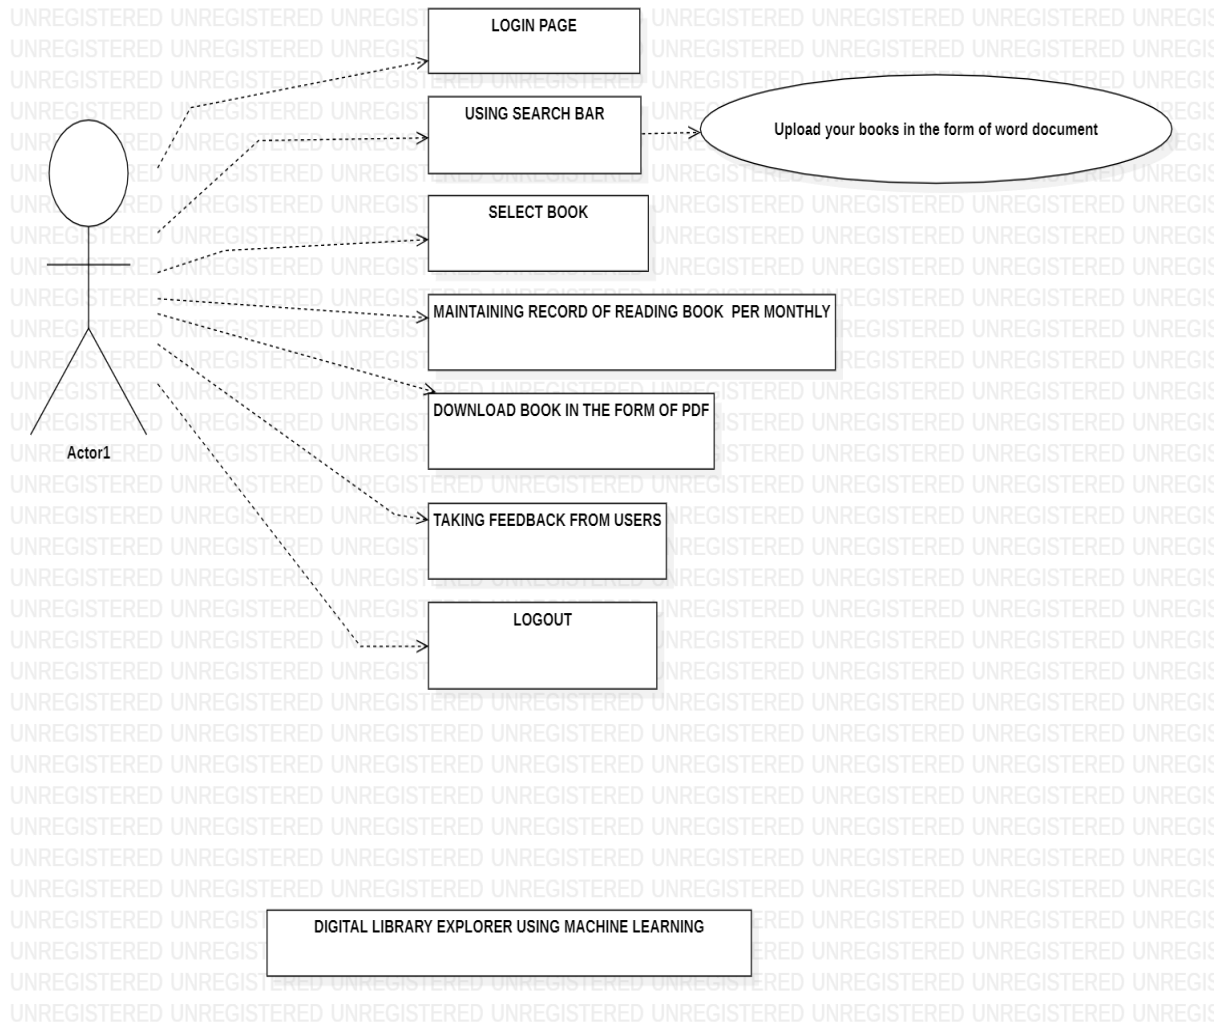 LOGIN PAGE
USING SEARCH BAR
Upload your books in the form of word document
SELECT BOOK
MAINTAINING RECORD OF READING BOOK  PER MONTHLY
DOWNLOAD BOOK IN THE FORM OF PDF
Actor1
TAKING FEEDBACK FROM USERS
LOGOUT
DIGITAL LIBRARY EXPLORER USING MACHINE LEARNING
UNREGISTERED